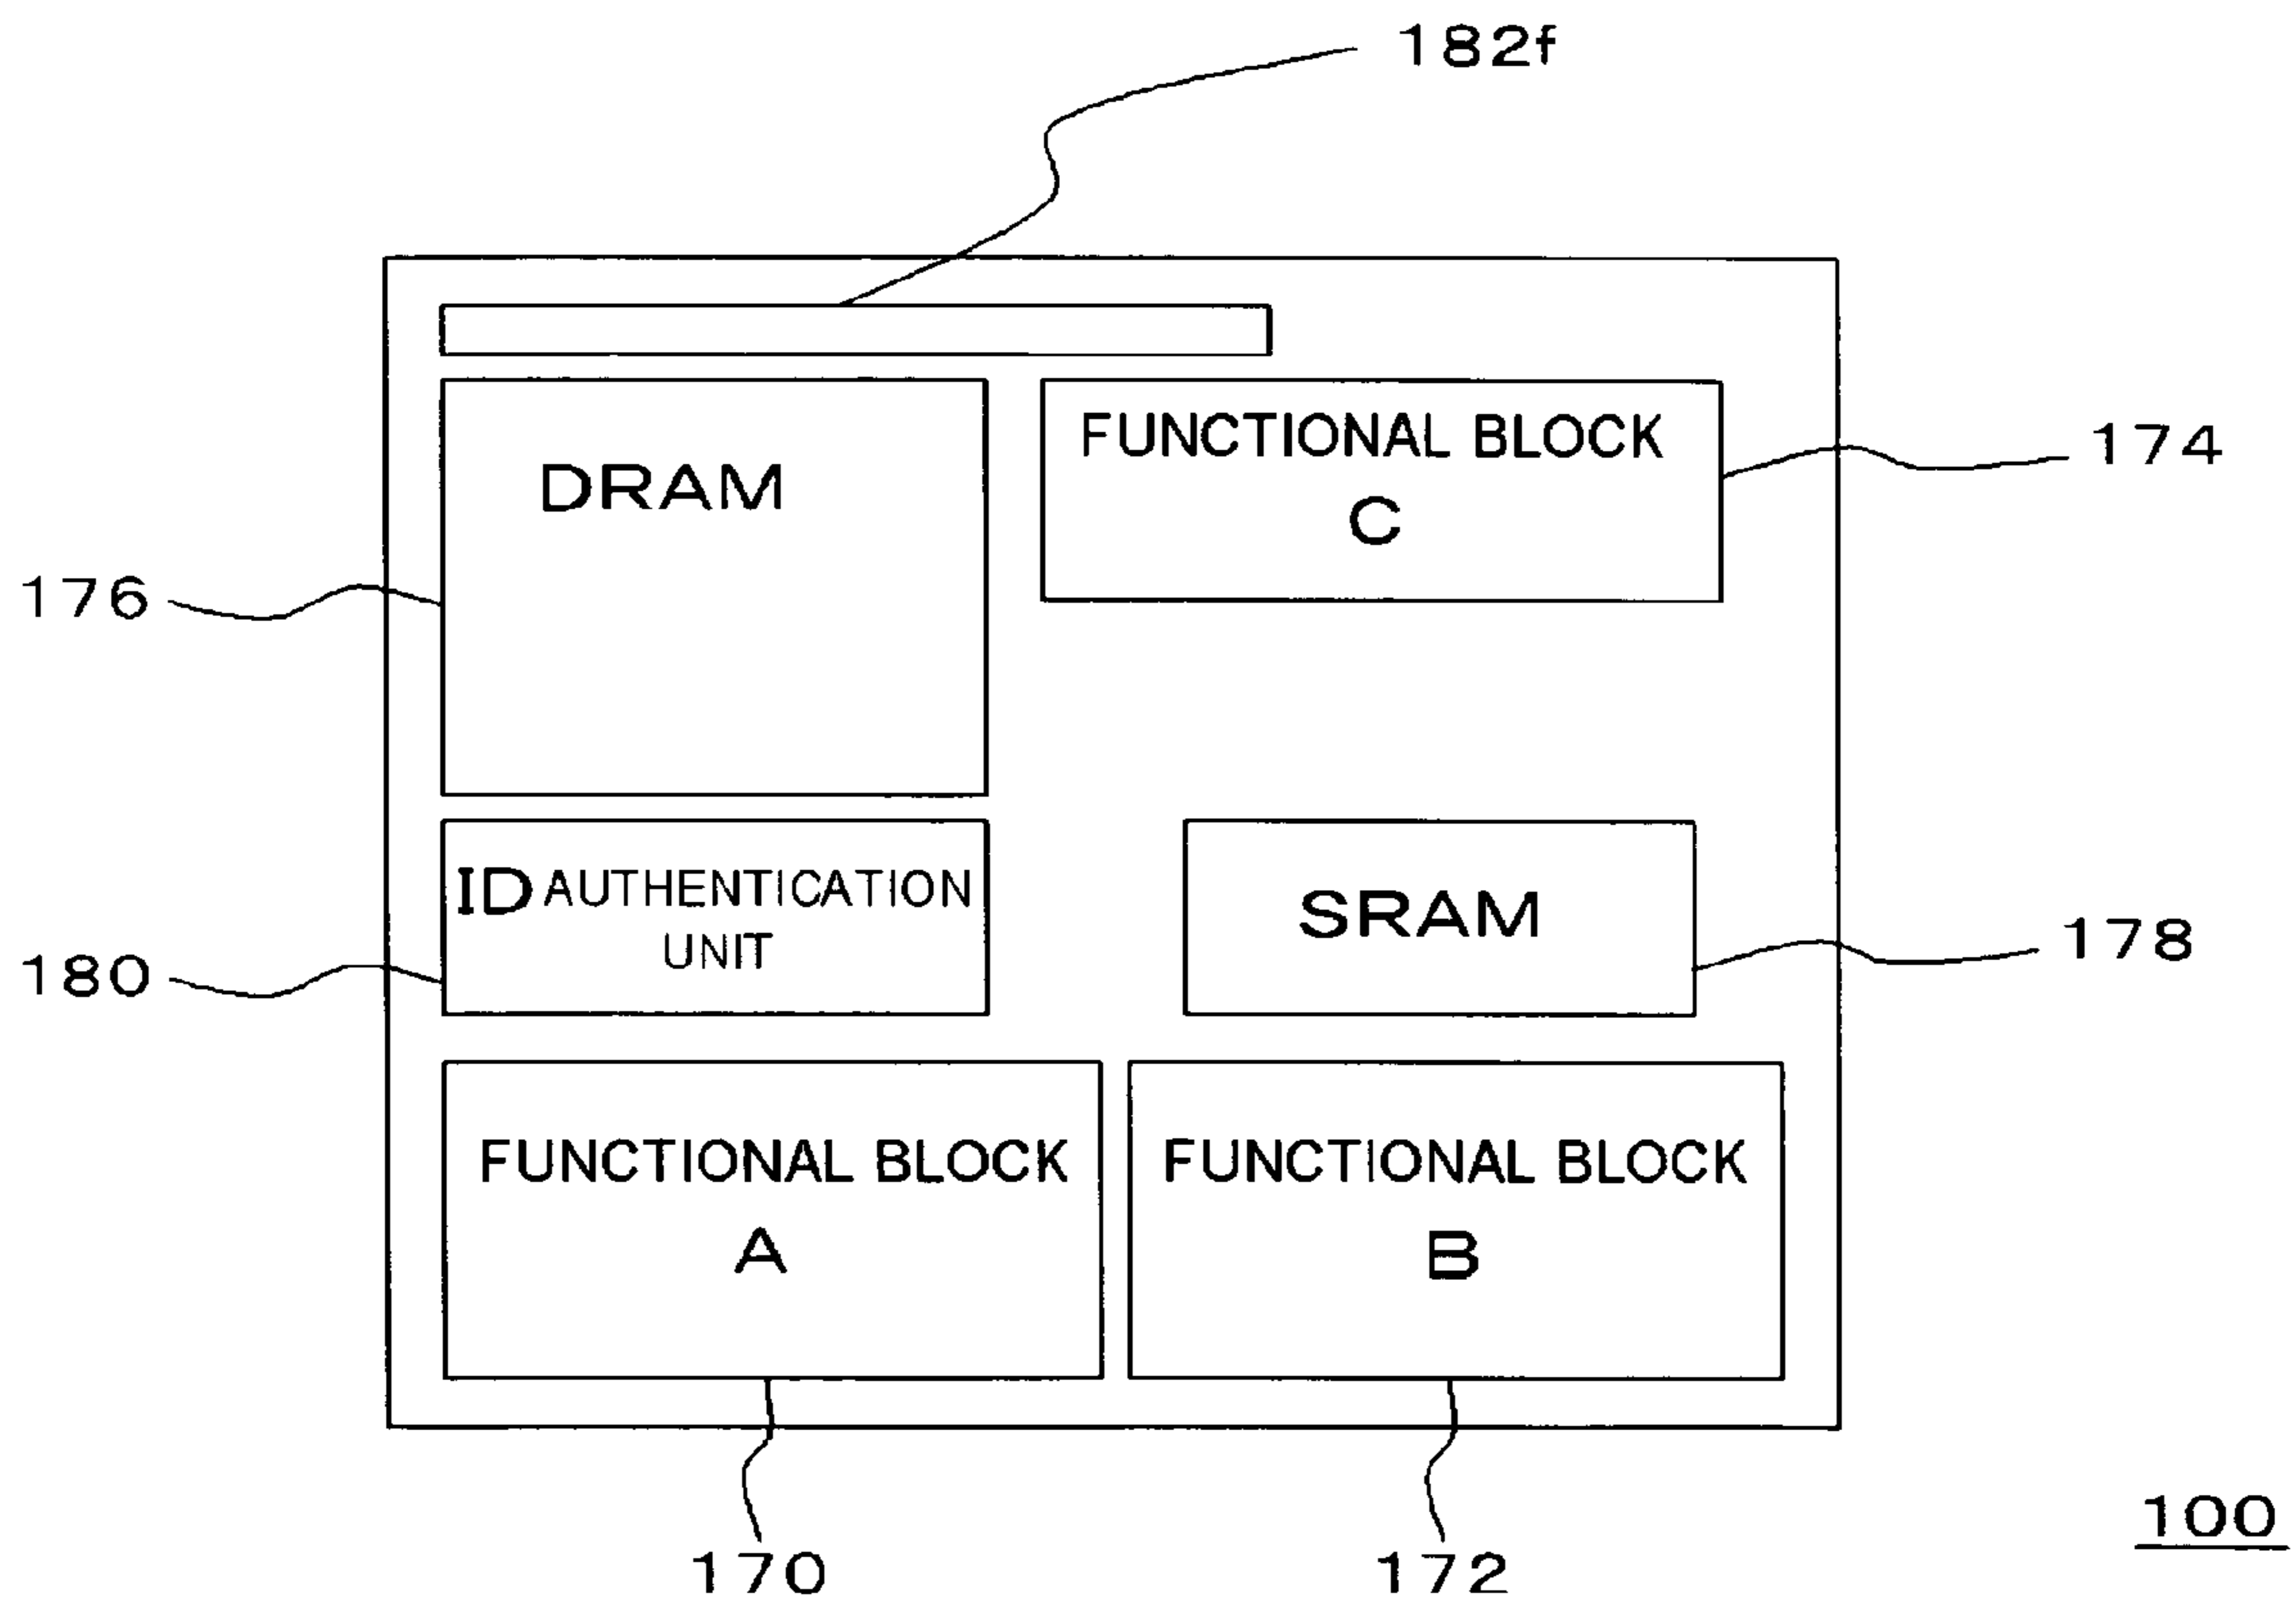 182f
FUNCTIONAL BLOCK
C
174
DRAM
176
ID AUTHENTICATION
UNIT
180
SRAM
178
FUNCTIONAL BLOCK
A
FUNCTIONAL BLOCK
B
170
172
100